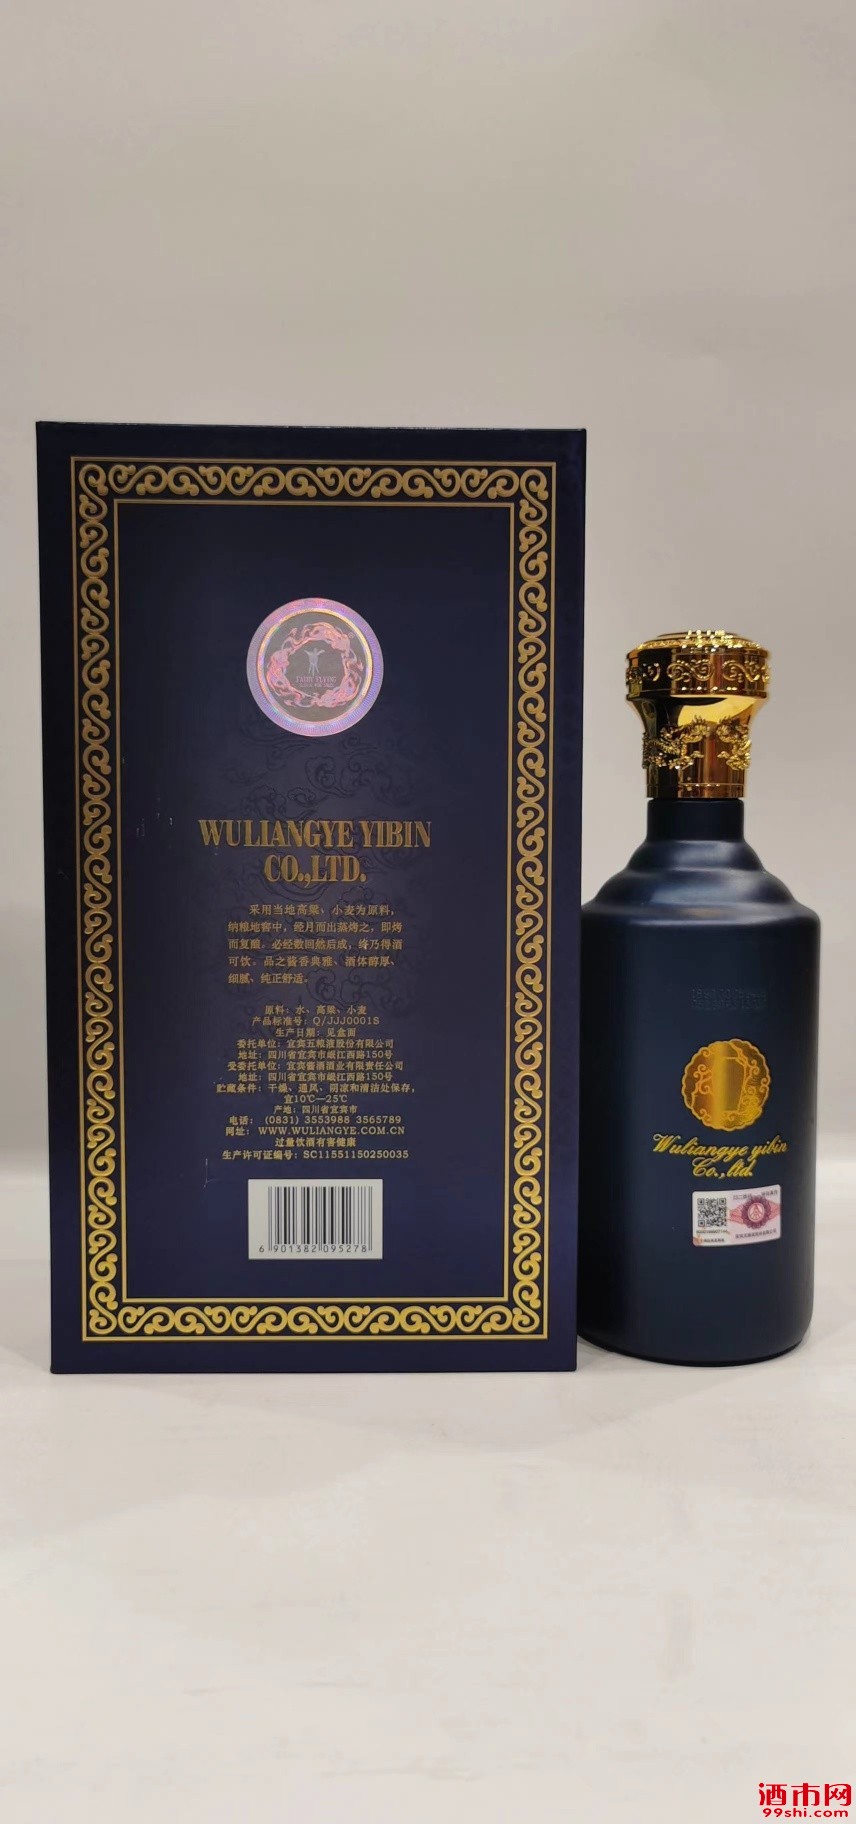 WULIANGYE YIBIN
CO.,LTD.
采用当地高粱、小麦为原料，
纳粮地窖中，经月而出蒸烤之，即烤
而复酿。必经数回然后成，终乃得酒
可饮。品之酱香典雅、酒体醇厚、
细腻、纯正舒适。
原料：水、高粱、小麦
产品标准号：Q/JJJ0001S
生产日期：见盒面
委托单位：宜宾五粮液股份有限公司
地址：四川省宜宾市岷江西路150号
受委托单位：宜宾酱酒酒业有限责任公司
地址：四川省宜宾市岷江西路150号
贮藏条件：干燥、通风、阴凉和清洁处保存，
宜10℃—25℃
产地：四川省宜宾市
电话：(0831) 3553988 3565789
网址：WWW.WULIANGYE.COM.CN
过量饮酒有害健康
生产许可证编号：SC11551150250035
6 901382 095278
Wuliangye yibin
Co.,ltd.
酒市网
99shi.com